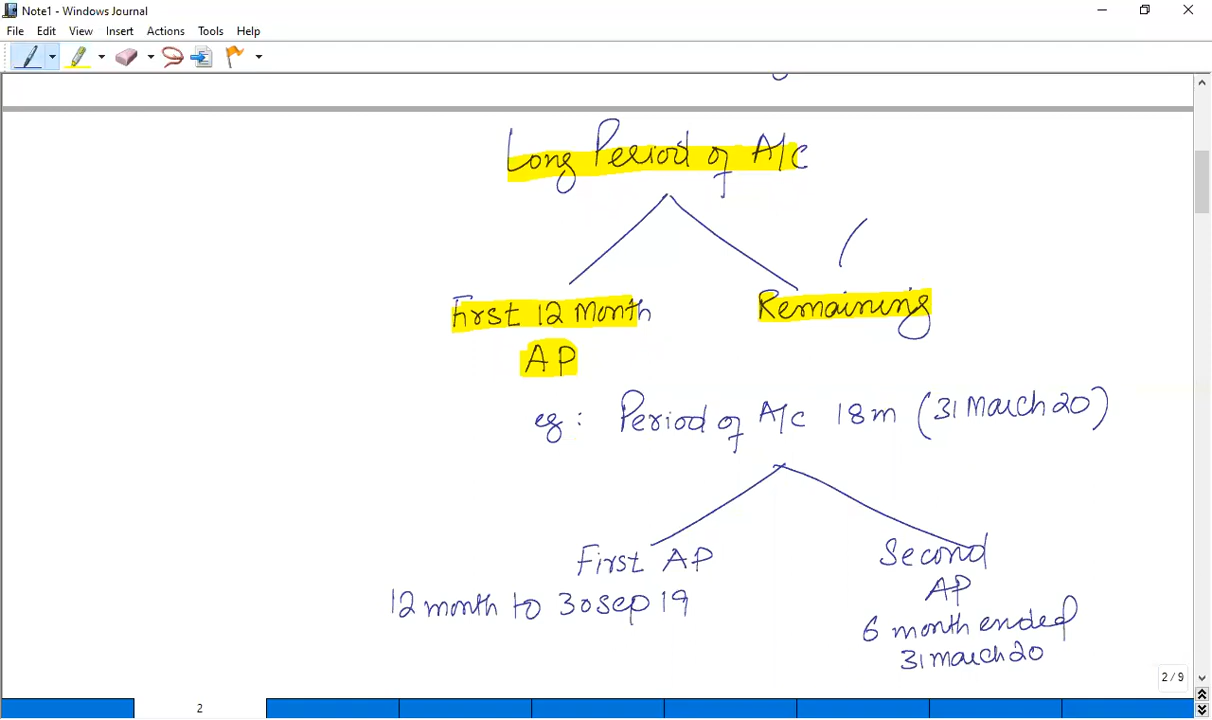 Note1 - Windows Journal
File Edit View Insert Actions Tools Help
Long Period of A/c
First 12 Month
AP
Remaining
eg: Period of A/c 18m (31 March 20)
First AP
12 month to 30 Sep 19
Second
AP
6 month ended
31 march 20
2 / 9
2